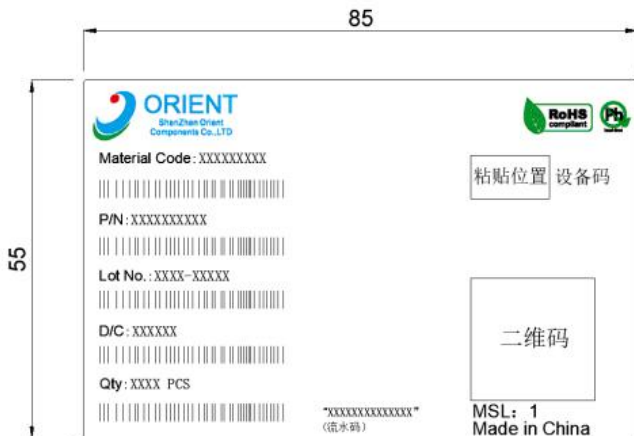 85
55
ORIENT
ShenZhen Orient
Components Co.,LTD
RoHS
compliant
Pb
Material Code: XXXXXXXXX
粘贴位置 设备码
P/N: XXXXXXXXXX
Lot No.: XXXX-XXXXX
D/C: XXXXXX
二维码
Qty: XXXX PCS
"XXXXXXXXXXXXXX"
(流水码)
MSL: 1
Made in China